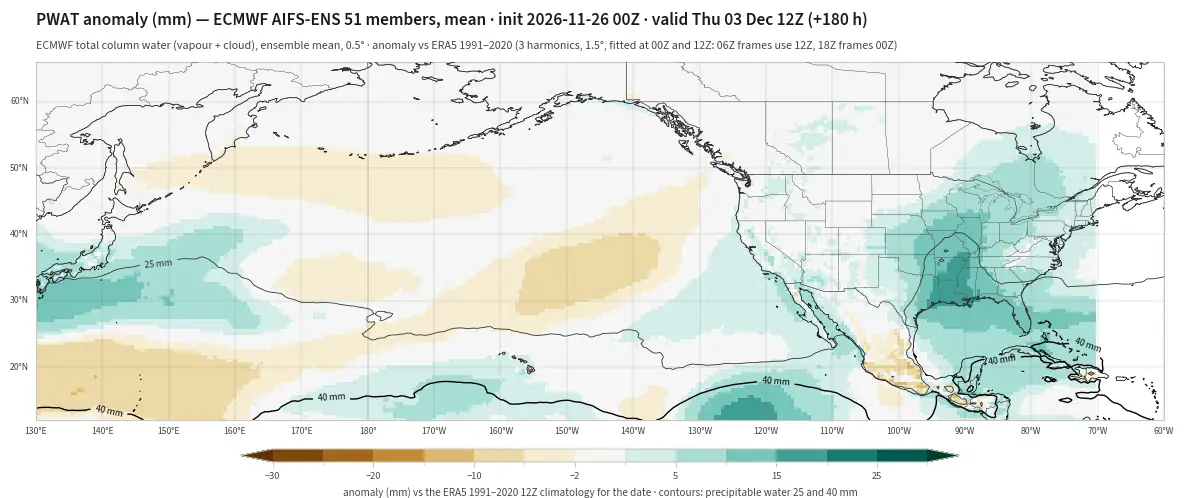 PWAT anomaly (mm) — ECMWF AIFS-ENS 51 members, mean · init 2026-11-26 00Z · valid Thu 03 Dec 12Z (+180 h)
ECMWF total column water (vapour + cloud), ensemble mean, 0.5° · anomaly vs ERA5 1991–2020 (3 harmonics, 1.5°, fitted at 00Z and 12Z: 06Z frames use 12Z, 18Z frames 00Z)
60°N
50°N
40°N
30°N
20°N
25 mm
40 mm
40 mm
40 mm
40 mm
40 mm
130°E 140°E 150°E 160°E 170°E 180° 170°W 160°W 150°W 140°W 130°W 120°W 110°W 100°W 90°W 80°W 70°W 60°W
−30 −20 −10 −2 5 15 25
anomaly (mm) vs the ERA5 1991–2020 12Z climatology for the date · contours: precipitable water 25 and 40 mm